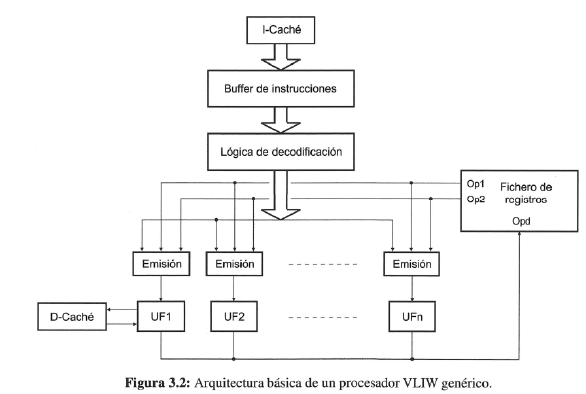 I-Caché
Buffer de instrucciones
Lógica de decodificación
Op1
Fichero de
Op2
registros
Opd
Emisión
Emisión
Emisión
D-Caché
UF1
UF2
UFn
Figura 3.2: Arquitectura básica de un procesador VLIW genérico.